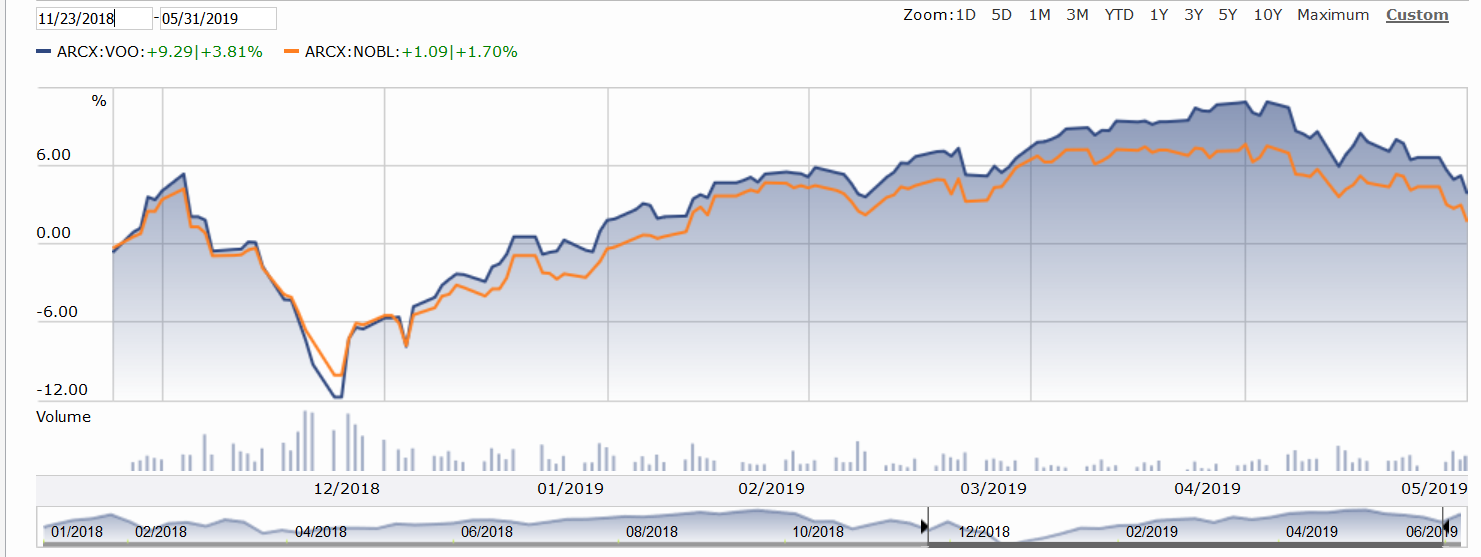 11/23/2018 - 05/31/2019 Zoom: 1D 5D 1M 3M YTD 1Y 3Y 5Y 10Y Maximum Custom
ARCX:VOO:+9.29|+3.81% ARCX:NOBL:+1.09|+1.70%
%
6.00
0.00
-6.00
-12.00
Volume
12/2018 01/2019 02/2019 03/2019 04/2019 05/2019
01/2018 02/2018 04/2018 06/2018 08/2018 10/2018 12/2018 02/2019 04/2019 06/2019